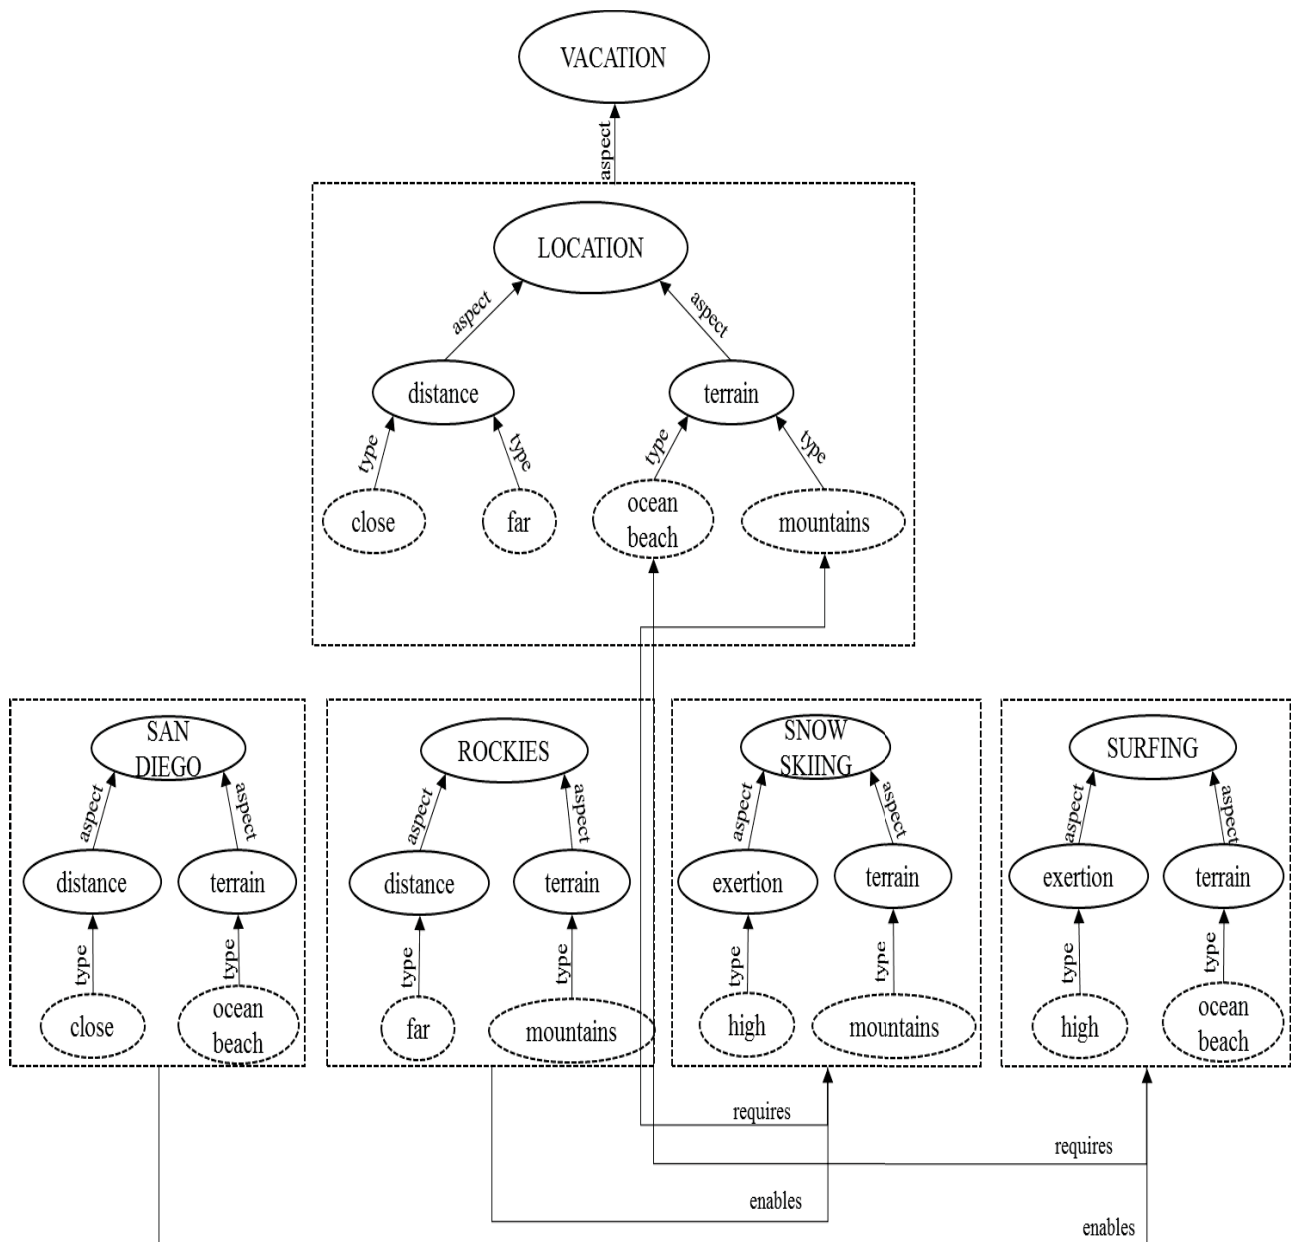 VACATION
aspect
LOCATION
aspect
aspect
distance
terrain
type
type
type
type
close
far
ocean
beach
mountains
SAN
DIEGO
aspect
aspect
distance
terrain
type
type
close
ocean
beach
ROCKIES
aspect
aspect
distance
terrain
type
type
far
mountains
SNOW
SKIING
aspect
aspect
exertion
terrain
type
type
high
mountains
SURFING
aspect
aspect
exertion
terrain
type
type
high
ocean
beach
requires
requires
enables
enables